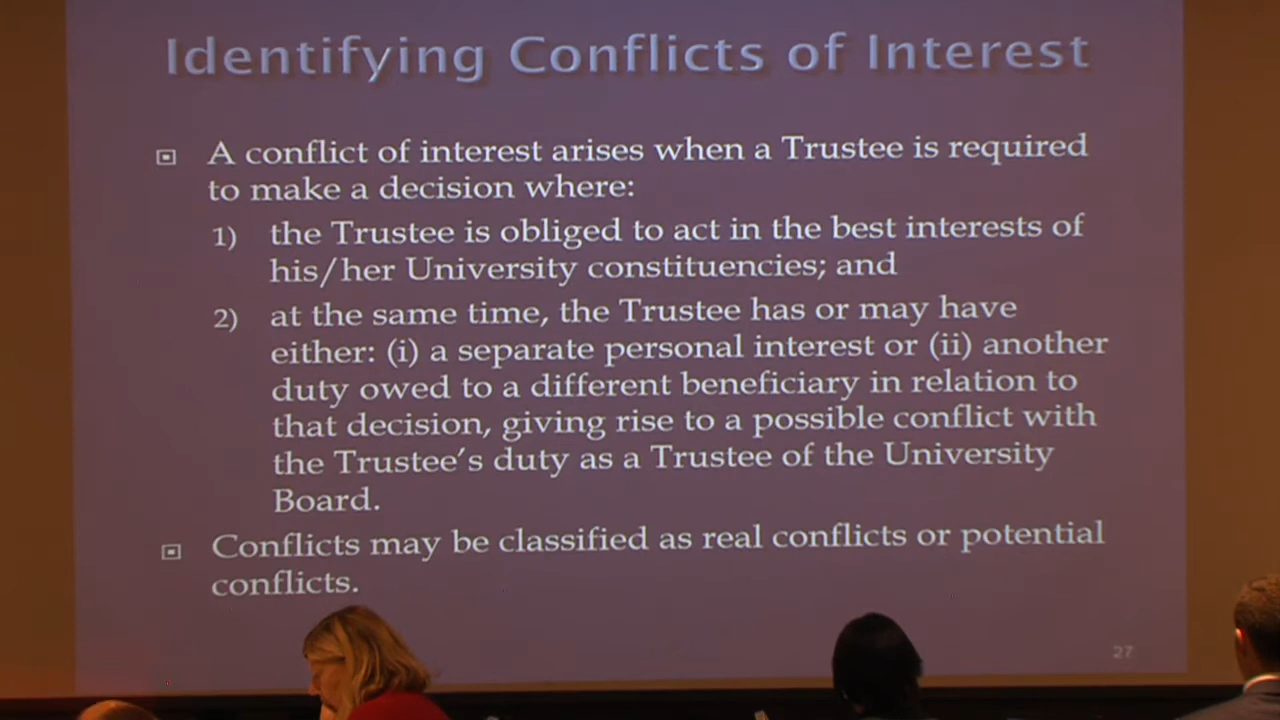 Identifying Conflicts of Interest
A conflict of interest arises when a Trustee is required
to make a decision where:
1) the Trustee is obliged to act in the best interests of
his/her University constituencies; and
2) at the same time, the Trustee has or may have
either: (i) a separate personal interest or (ii) another
duty owed to a different beneficiary in relation to
that decision, giving rise to a possible conflict with
the Trustee's duty as a Trustee of the University
Board.
Conflicts may be classified as real conflicts or potential
conflicts.
27